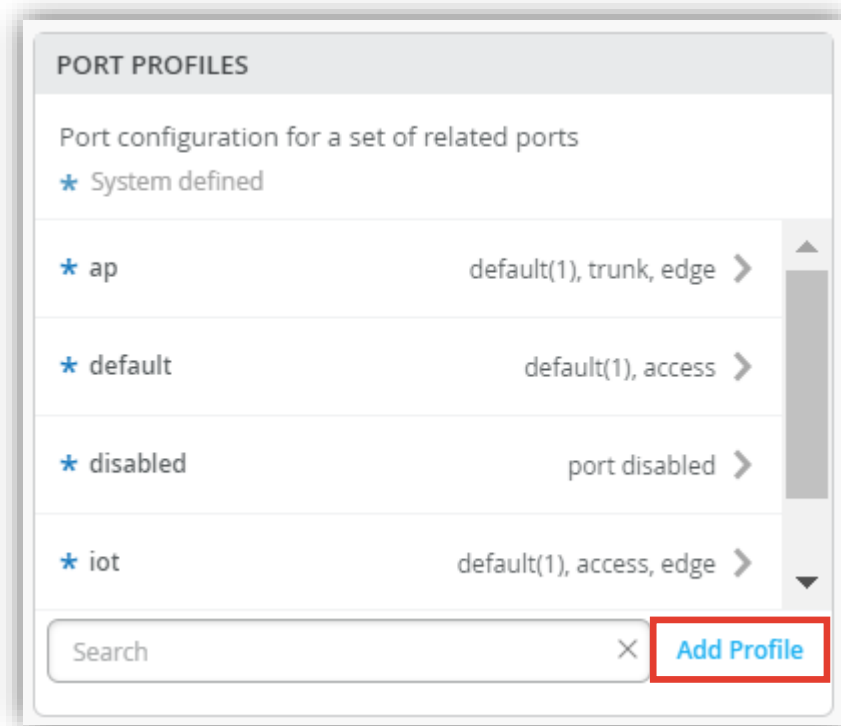 PORT PROFILES
Port configuration for a set of related ports
* System defined
* ap default(1), trunk, edge
* default default(1), access
* disabled port disabled
* iot default(1), access, edge
Search Add Profile